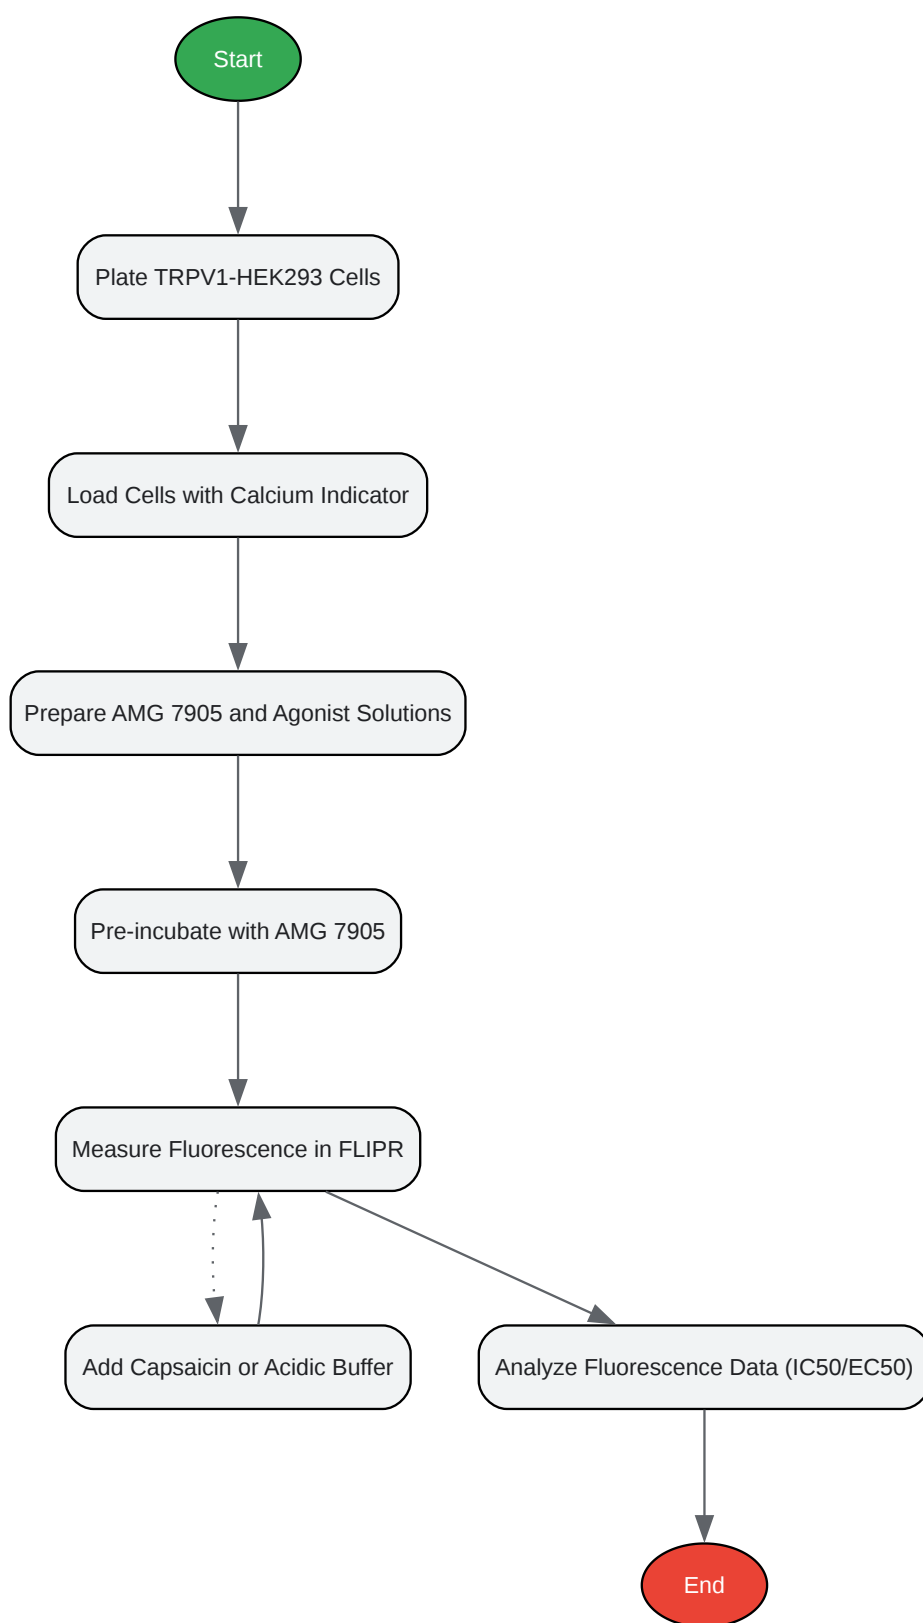 Start
Plate TRPV1-HEK293 Cells
Load Cells with Calcium Indicator
Prepare AMG 7905 and Agonist Solutions
Pre-incubate with AMG 7905
Measure Fluorescence in FLIPR
Add Capsaicin or Acidic Buffer
Analyze Fluorescence Data (IC50/EC50)
End